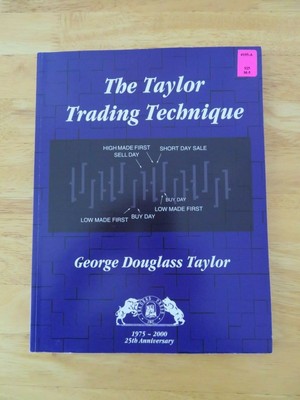 The Taylor
Trading Technique
HIGH MADE FIRST
SELL DAY
SHORT DAY SALE
BUY DAY
LOW MADE FIRST
BUY DAY
LOW MADE FIRST
George Douglass Taylor
1975 - 2000
25th Anniversary